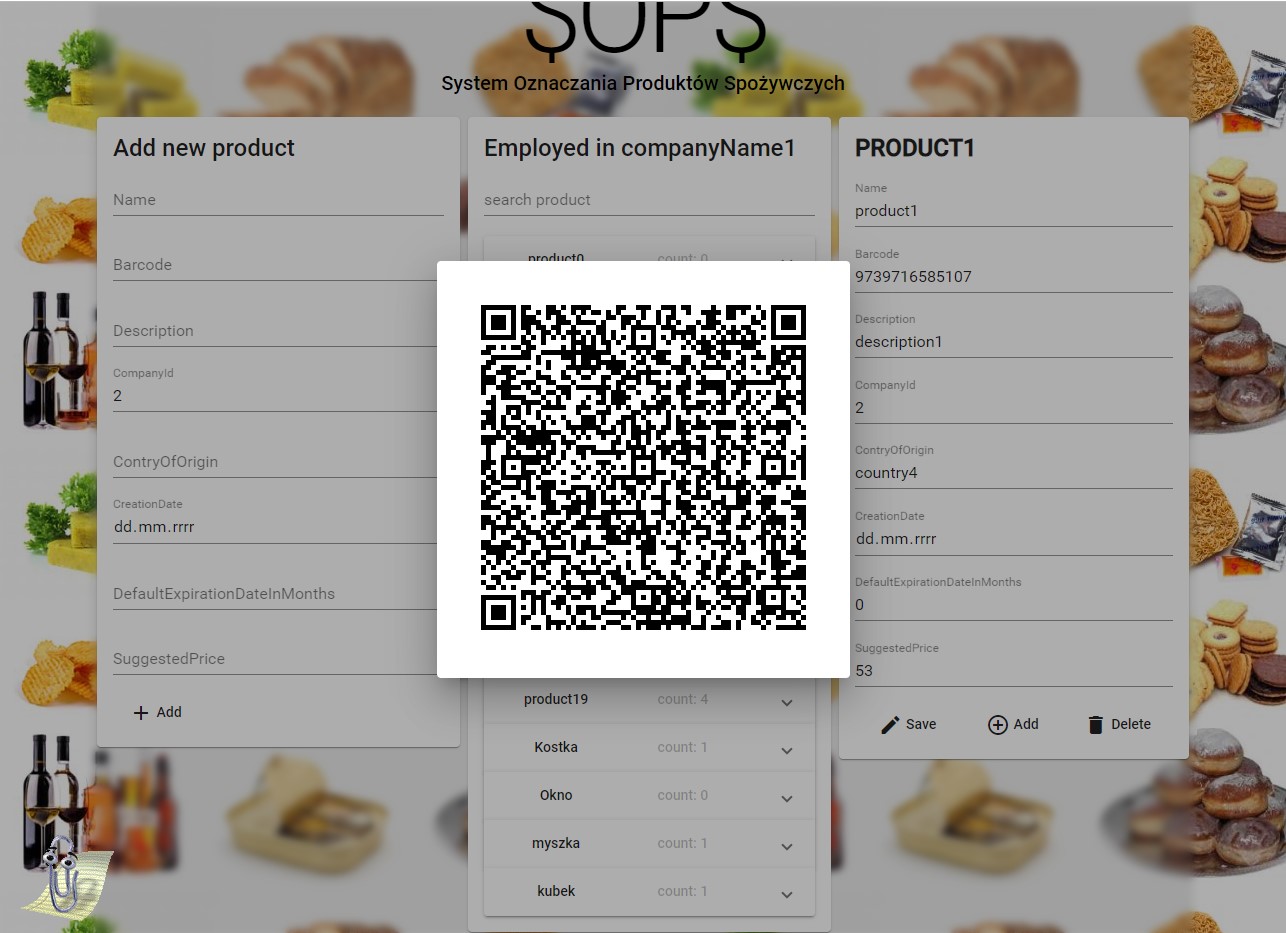 $OP$
System Oznaczania Produktów Spożywczych
Add new product
Name
Barcode
Description
CompanyId
2
ContryOfOrigin
CreationDate
dd.mm.rrrr
DefaultExpirationDateInMonths
SuggestedPrice
Add
Employed in companyName1
search product
product0 count: 0
product19 count: 4
Kostka count: 1
Okno count: 0
myszka count: 1
kubek count: 1
PRODUCT1
Name
product1
Barcode
9739716585107
Description
description1
CompanyId
2
ContryOfOrigin
country4
CreationDate
dd.mm.rrrr
DefaultExpirationDateInMonths
0
SuggestedPrice
53
Save Add Delete